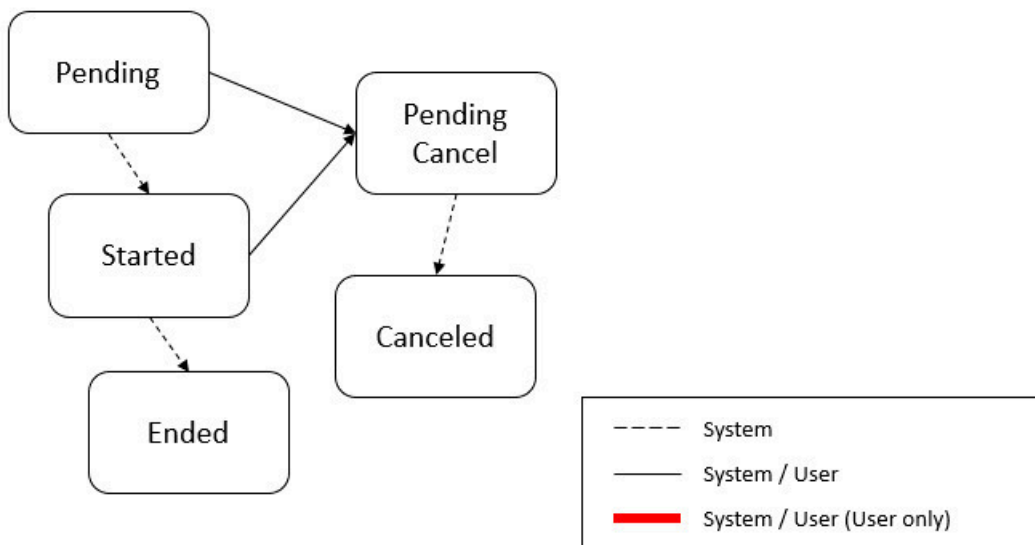 Pending
Pending
Cancel
Started
Canceled
Ended
System
System / User
System / User (User only)